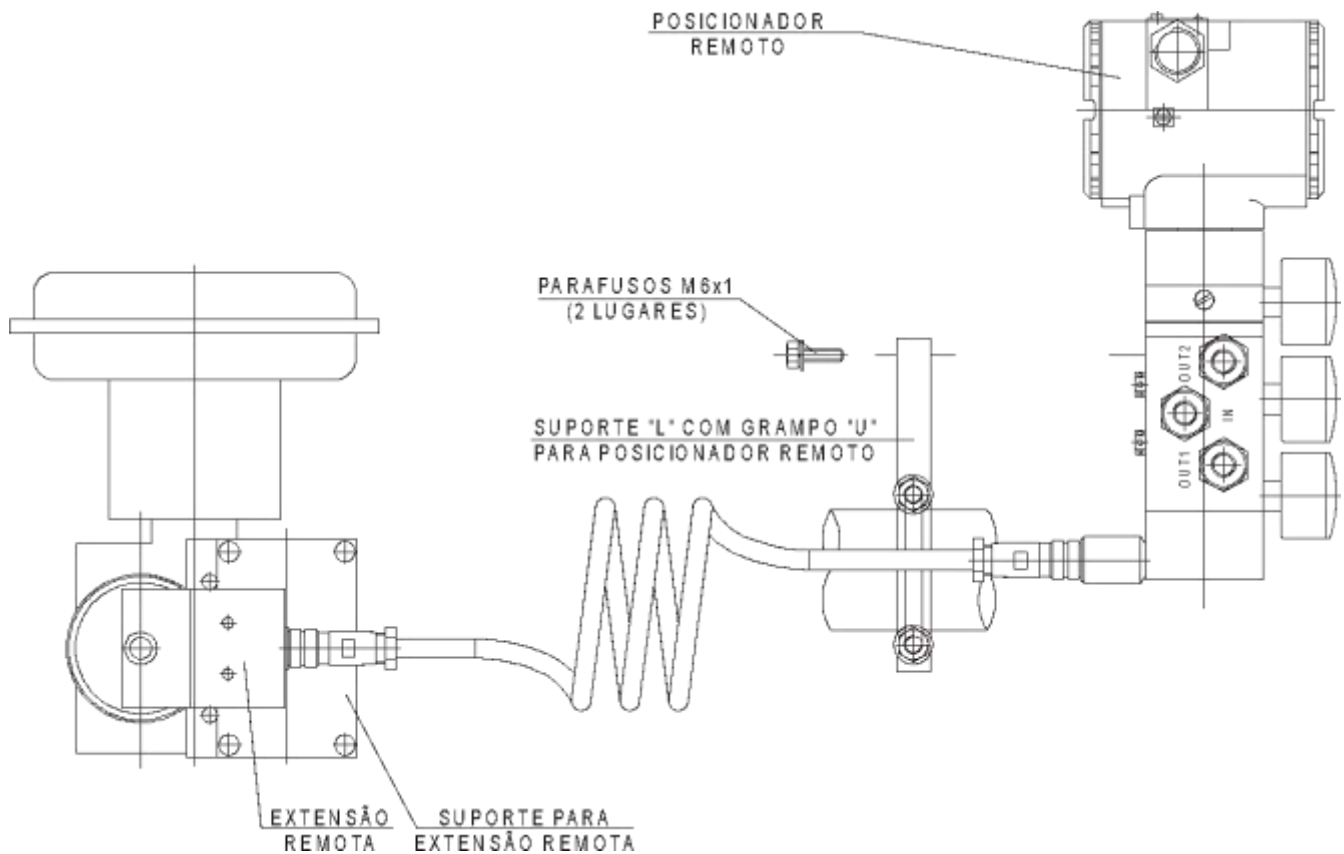 POSICIONADOR
REMOTO
PARAFUSOS M6x1
(2 LUGARES)
SUPORTE "L" COM GRAMPO "U"
PARA POSICIONADOR REMOTO
OUT2
IN
OUT1
EXTENSÃO
REMOTA
SUPORTE PARA
EXTENSÃO REMOTA